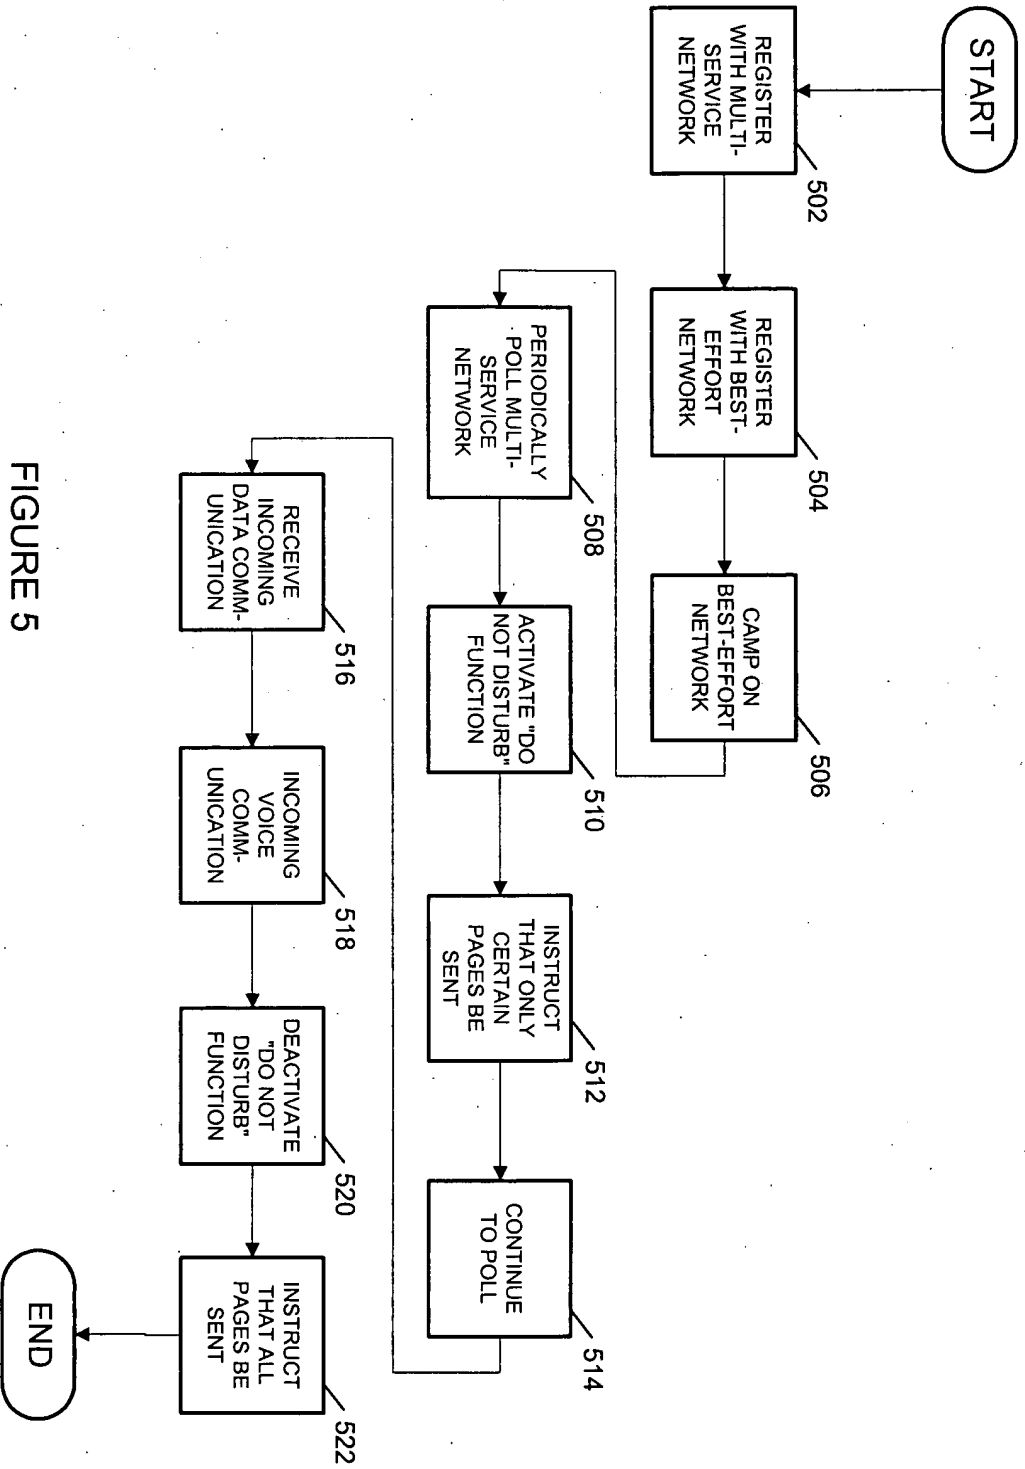 START
REGISTER
WITH MULTI-
SERVICE
NETWORK
502
REGISTER
WITH BEST-
EFFORT
NETWORK
504
CAMP ON
BEST-EFFORT
NETWORK
506
PERIODICALLY
POLL MULTI-
SERVICE
NETWORK
508
ACTIVATE "DO
NOT DISTURB"
FUNCTION
510
INSTRUCT
THAT ONLY
CERTAIN
PAGES BE
SENT
512
CONTINUE
TO POLL
514
RECEIVE
INCOMING
DATA COMM-
UNICATION
516
INCOMING
VOICE
COMM-
UNICATION
518
DEACTIVATE
"DO NOT
DISTURB"
FUNCTION
520
INSTRUCT
THAT ALL
PAGES BE
SENT
522
END
FIGURE 5